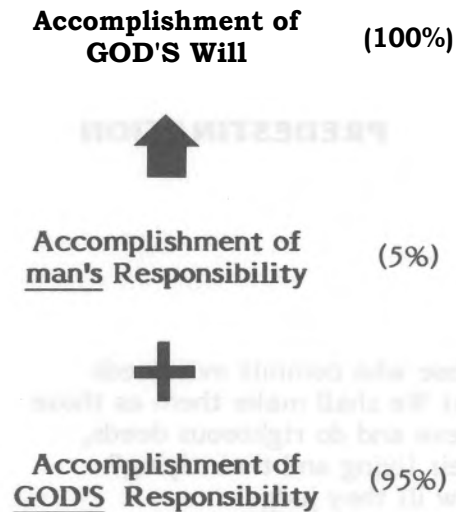 Accomplishment of (100%)
GOD'S Will
Accomplishment of (5%)
man's Responsibility
+
Accomplishment of (95%)
GOD'S Responsibility